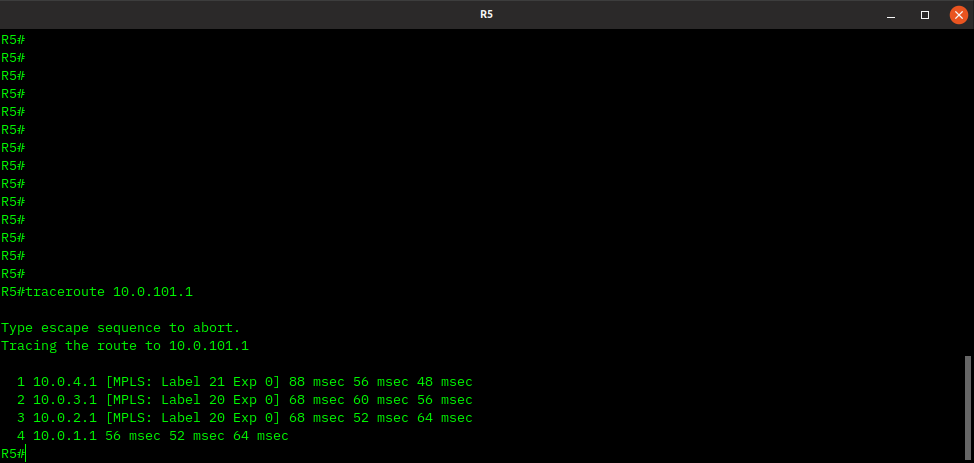 R5
R5#
R5#
R5#
R5#
R5#
R5#
R5#
R5#
R5#
R5#
R5#
R5#
R5#
R5#
R5#traceroute 10.0.101.1
Type escape sequence to abort.
Tracing the route to 10.0.101.1
1 10.0.4.1 [MPLS: Label 21 Exp 0] 88 msec 56 msec 48 msec
2 10.0.3.1 [MPLS: Label 20 Exp 0] 68 msec 60 msec 56 msec
3 10.0.2.1 [MPLS: Label 20 Exp 0] 68 msec 52 msec 64 msec
4 10.0.1.1 56 msec 52 msec 64 msec
R5#